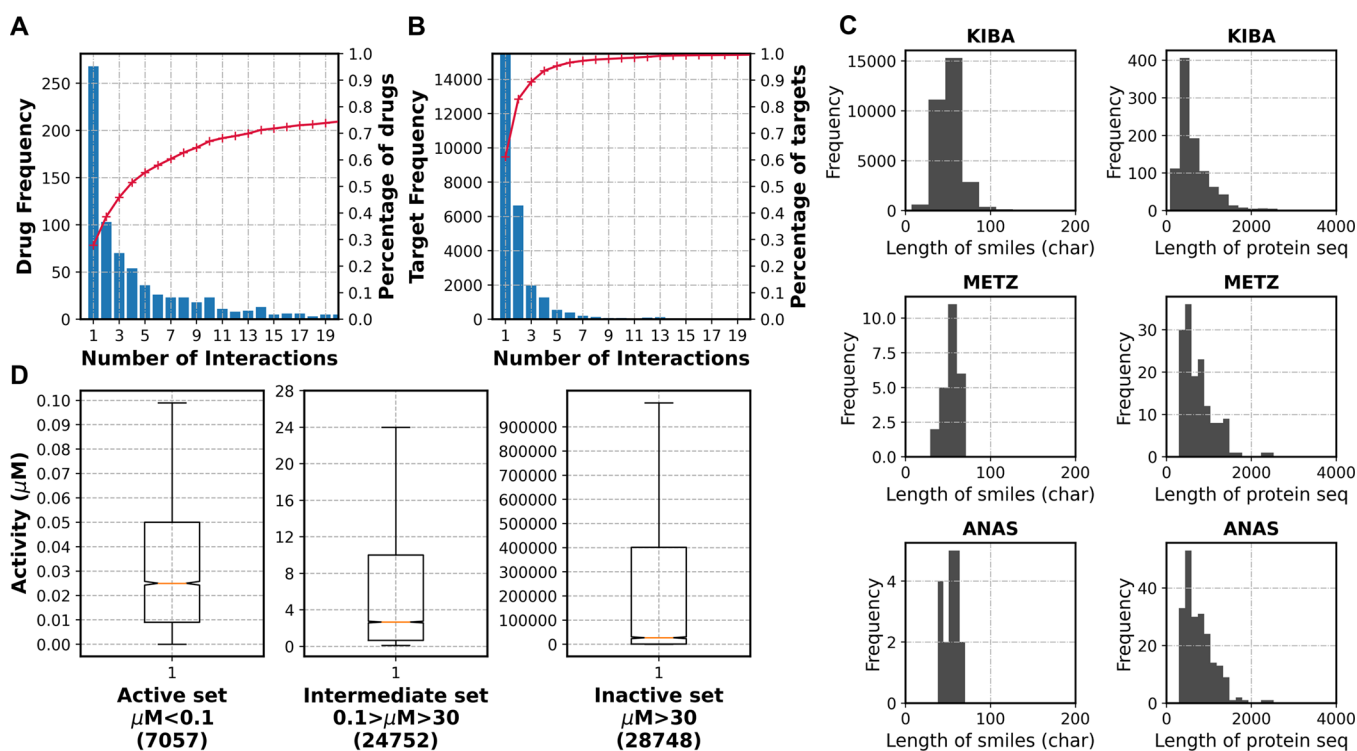 A
Drug Frequency
250
200
150
100
50
0
1.0
0.9
0.8
0.7
0.6
0.5
0.4
0.3
0.2
0.1
0.0
Percentage of drugs
1 3 5 7 9 11 13 15 17 19
Number of Interactions
B
Target Frequency
14000
12000
10000
8000
6000
4000
2000
0
1.0
0.9
0.8
0.7
0.6
0.5
0.4
0.3
0.2
0.1
0.0
Percentage of targets
1 3 5 7 9 11 13 15 17 19
Number of Interactions
C
KIBA
Frequency
15000
10000
5000
0
0 100 200
Length of smiles (char)
KIBA
Frequency
400
300
200
100
0
0 2000 4000
Length of protein seq
METZ
Frequency
10.0
7.5
5.0
2.5
0.0
0 100 200
Length of smiles (char)
METZ
Frequency
30
20
10
0
0 2000 4000
Length of protein seq
ANAS
Frequency
4
2
0
0 100 200
Length of smiles (char)
ANAS
Frequency
40
20
0
0 2000 4000
Length of protein seq
D
Activity (μM)
0.10
0.09
0.08
0.07
0.06
0.05
0.04
0.03
0.02
0.01
0.00
1
Active set
μM<0.1
(7057)
28
24
20
16
12
8
4
0
1
Intermediate set
0.1>μM>30
(24752)
900000
800000
700000
600000
500000
400000
300000
200000
100000
0
1
Inactive set
μM>30
(28748)